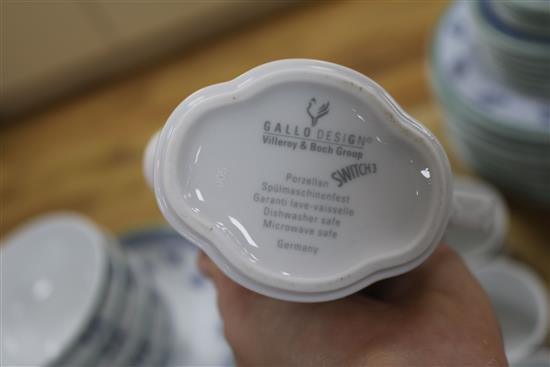 GALLO DESIGN®
Villeroy & Boch Group
SWITCH 3
Porzellan
Spülmaschinenfest
Garanti lave-vaisselle
Dishwasher safe
Microwave safe
Germany